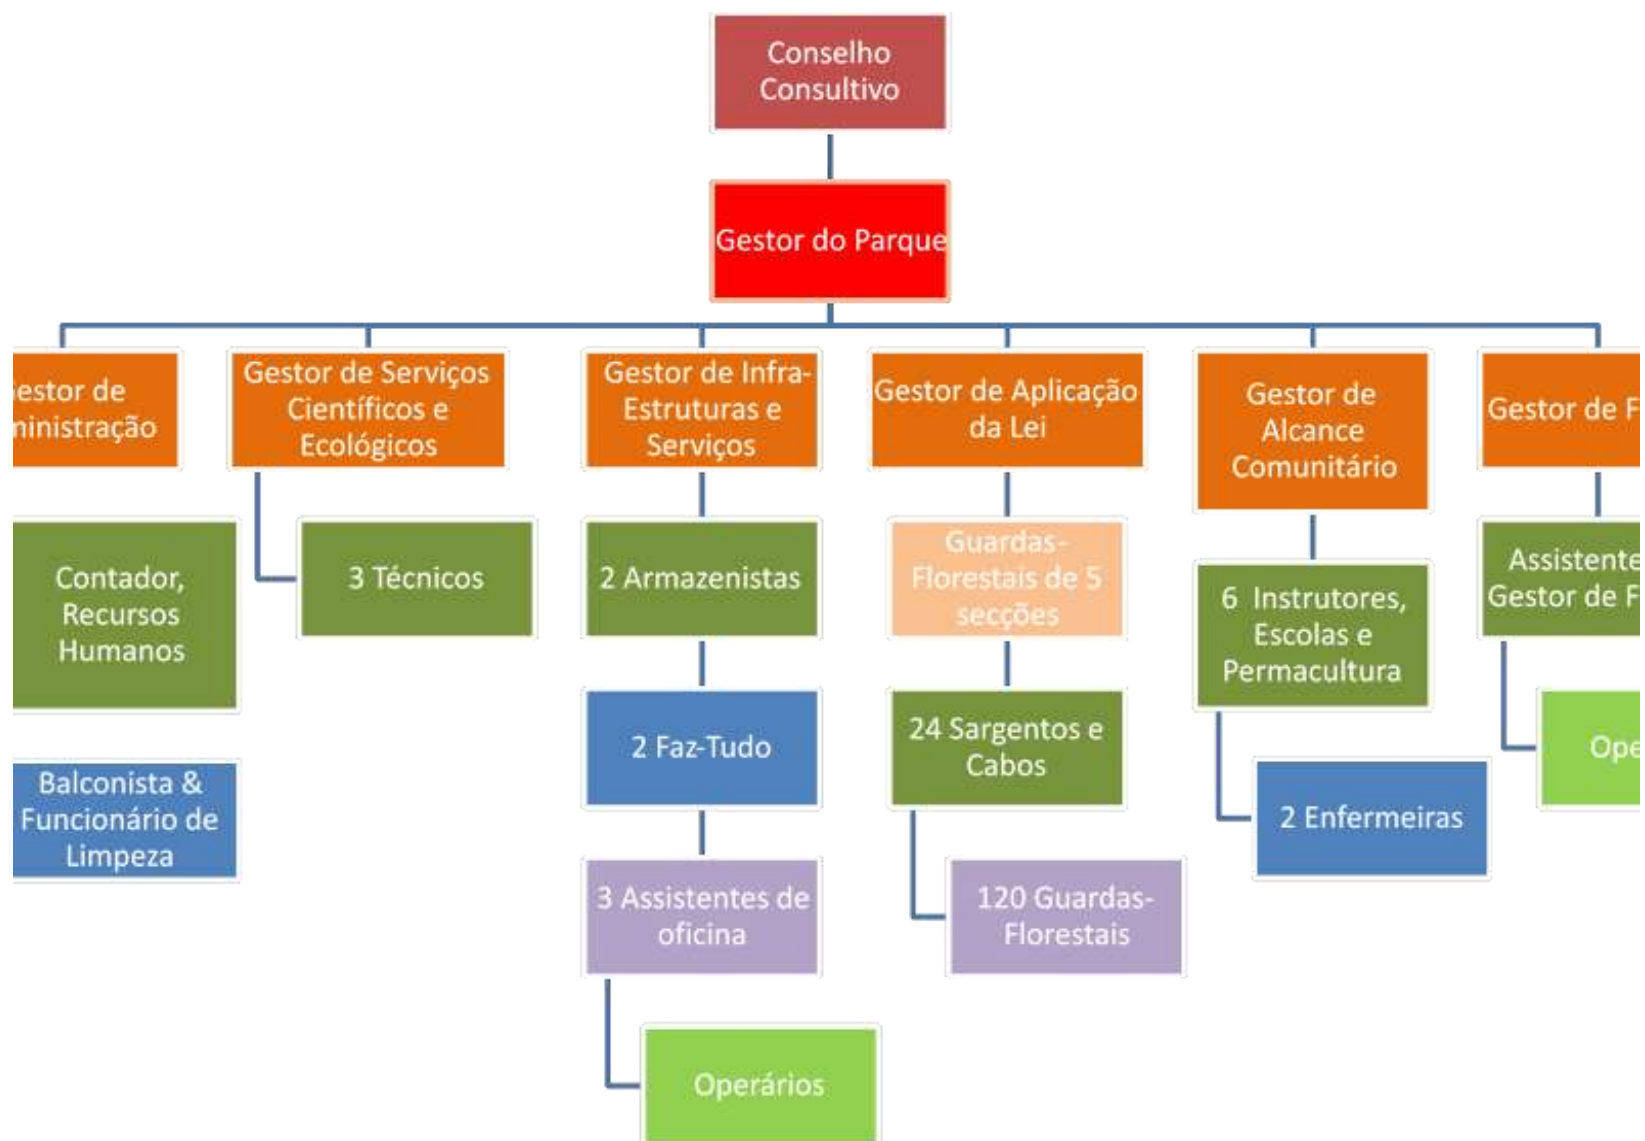 Conselho
Consultivo
Gestor do Parque
Gestor de
Gestor de Serviços
Científicos e
Ecológicos
Gestor de Infra-
Estruturas e
Serviços
Gestor de Aplicação
da Lei
Gestor de
Alcance
Comunitário
Gestor de
Contador,
Recursos
Humanos
3 Técnicos
2 Armazenistas
Guardas-
Florestais de 5
secções
6 Instrutores,
Escolas e
Permacultura
Assistente
Gestor de
Balconista &
Funcionário de
Limpeza
2 Faz-Tudo
24 Sargentos e
Cabos
2 Enfermeiras
3 Assistentes de
oficina
120 Guardas-
Florestais
Operários